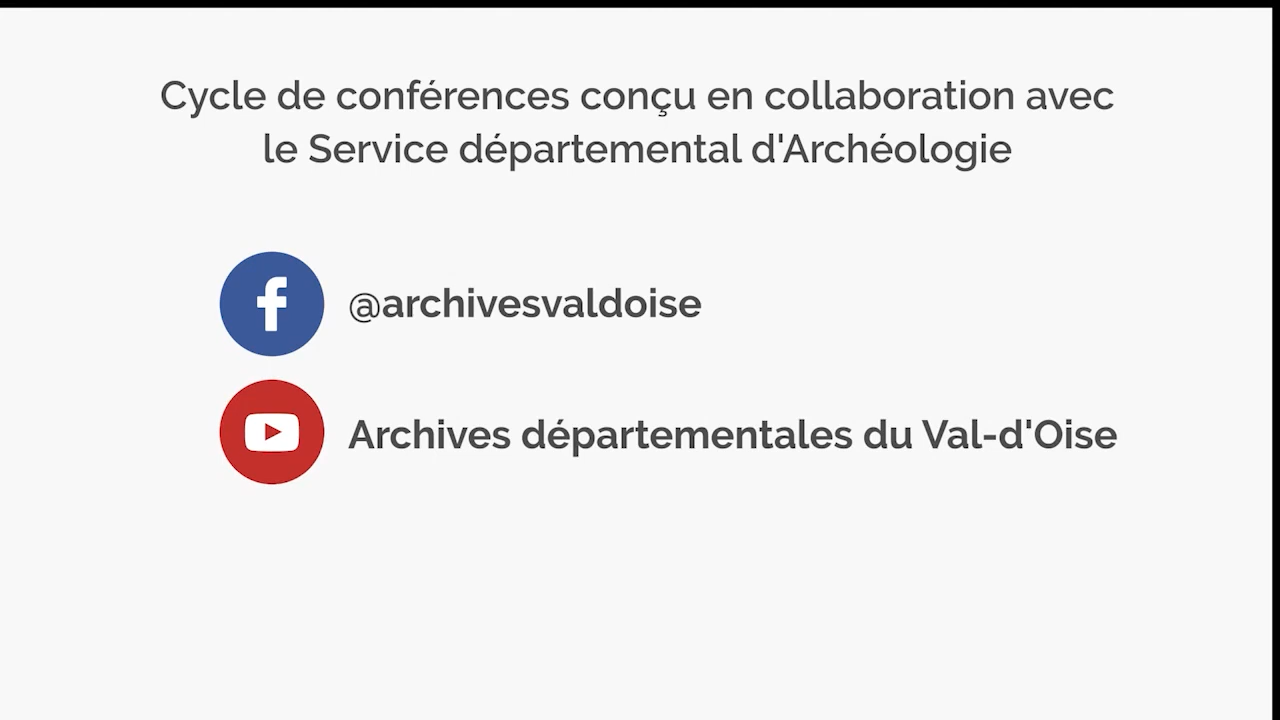 Cycle de conférences conçu en collaboration avec
le Service départemental d'Archéologie
@archivesvaldoise
Archives départementales du Val-d'Oise